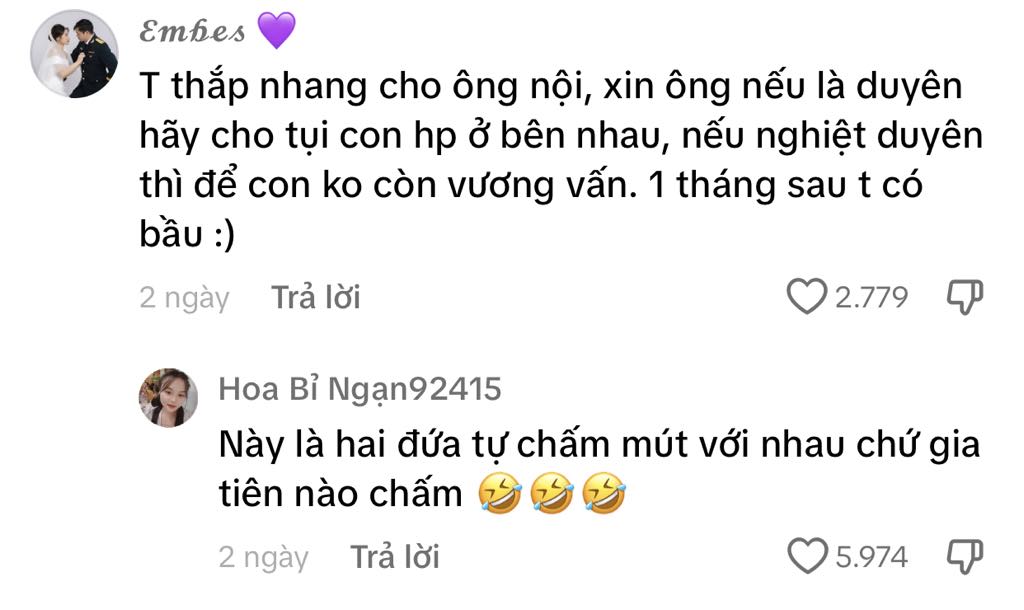 Embes 💜
T thắp nhang cho ông nội, xin ông nếu là duyên
hãy cho tụi con hp ở bên nhau, nếu nghiệt duyên
thì để con ko còn vương vấn. 1 tháng sau t có
bầu :)
2 ngày Trả lời 2.779
Hoa Bỉ Ngạn92415
Này là hai đứa tự chấm mút với nhau chứ gia
tiên nào chấm 🤣🤣🤣
2 ngày Trả lời 5.974